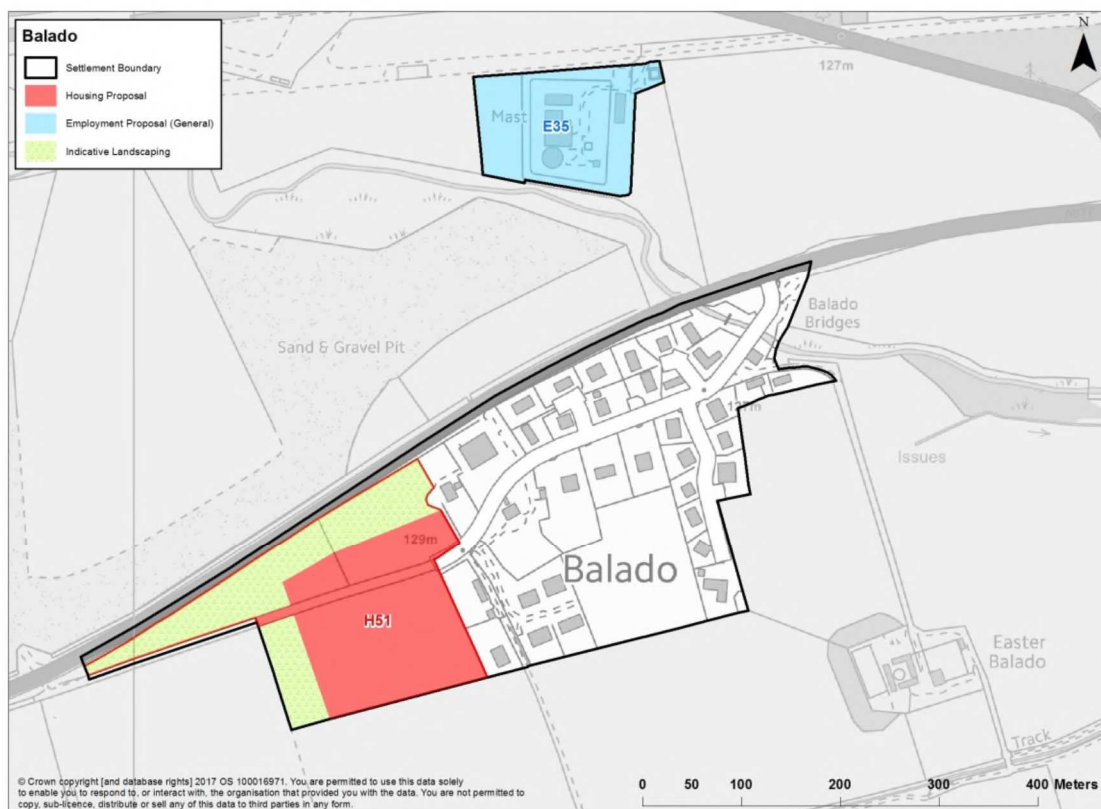 Balado
Settlement Boundary
Housing Proposal
Employment Proposal (General)
Indicative Landscaping
N
127m
Mast
E35
Balado
Bridges
Sand & Gravel Pit
127m
Issues
129m
Balado
H51
Easter
Balado
Track
© Crown copyright [and database rights] 2017 OS 100016971. You are permitted to use this data solely
to enable you to respond to, or interact with, the organisation that provided you with the data. You are not permitted to
copy, sub-licence, distribute or sell any of this data to third parties in any form.
0 50 100 200 300 400 Meters